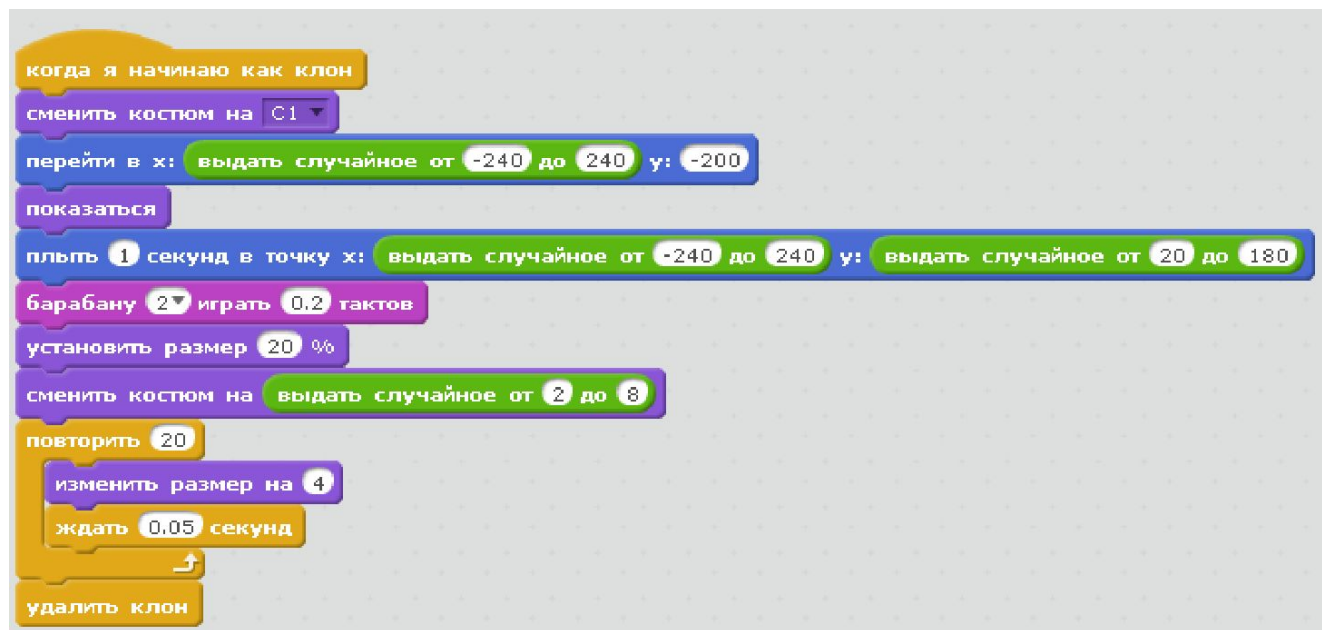 когда я начинаю как клон
сменить костюм на C1
перейти в x: выдать случайное от -240 до 240 y: -200
показаться
плыть 1 секунд в точку x: выдать случайное от -240 до 240 y: выдать случайное от 20 до 180
барабану 2 играть 0.2 тактов
установить размер 20 %
сменить костюм на выдать случайное от 2 до 8
повторить 20
изменить размер на 4
ждать 0.05 секунд
удалить клон